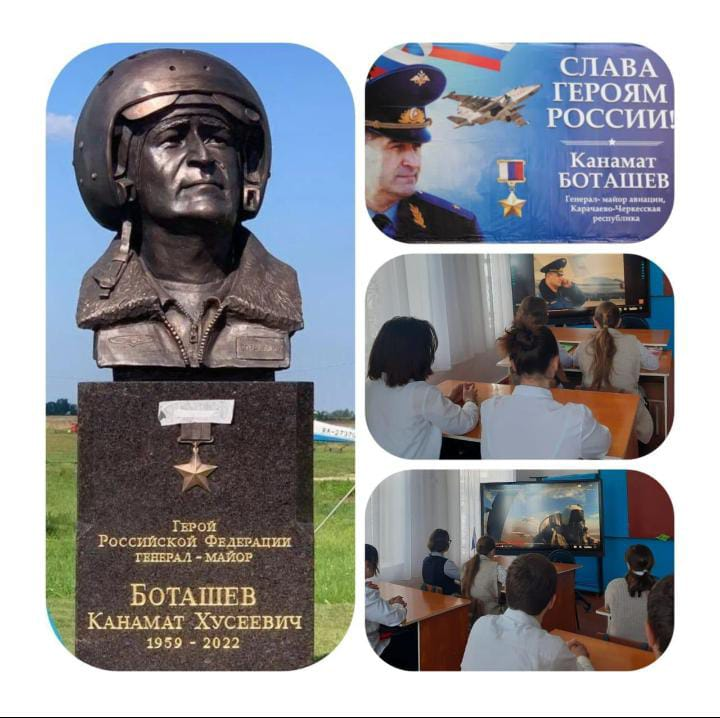 ГЕРОЙ
РОССИЙСКОЙ ФЕДЕРАЦИИ
ГЕНЕРАЛ - МАЙОР
БОТАШЕВ
КАНАМАТ ХУСЕЕВИЧ
1959 - 2022
СЛАВА
ГЕРОЯМ
РОССИИ!
Канамат
БОТАШЕВ
Генерал- майор авиации,
Карачаево-Черкесская
республика